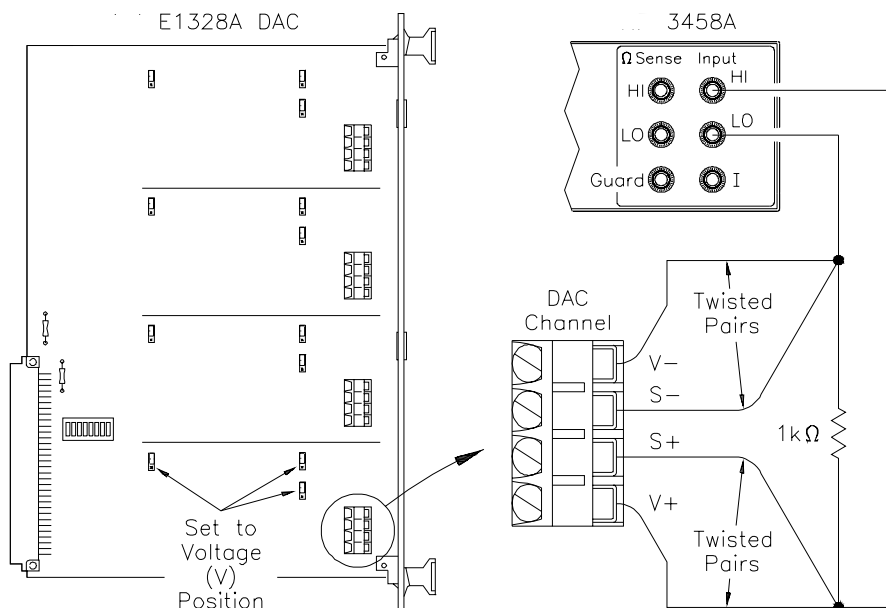 E1328A DAC
3458A
Ω Sense Input
HI
HI
LO
LO
Guard
I
DAC
Channel
Twisted
Pairs
V-
S-
S+
V+
1kΩ
Set to
Voltage
(V)
Position
Twisted
Pairs